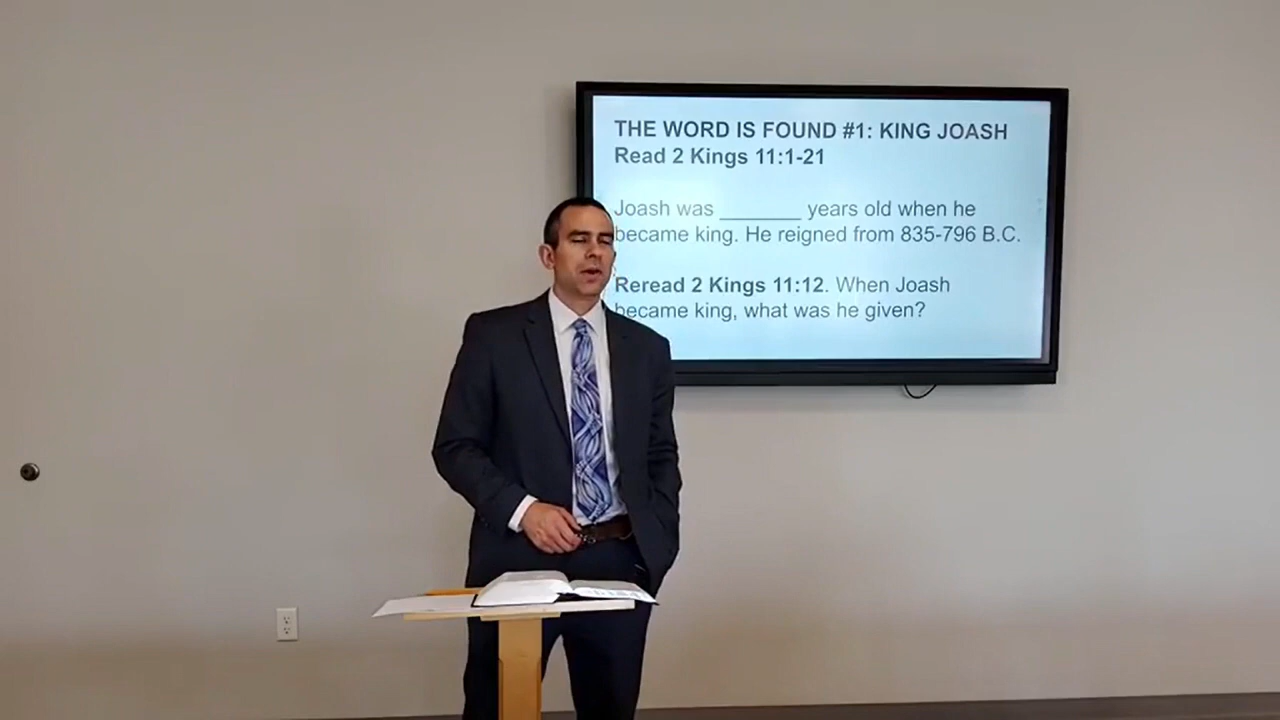 THE WORD IS FOUND #1: KING JOASH
Read 2 Kings 11:1-21
Joash was _______ years old when he
became king. He reigned from 835-796 B.C.
Reread 2 Kings 11:12. When Joash
became king, what was he given?